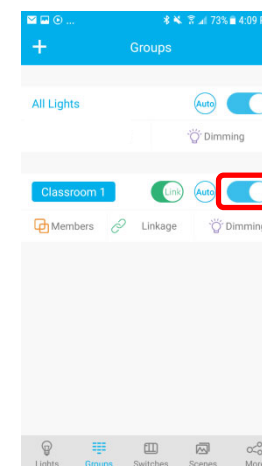 73% 4:09 P
Groups
All Lights Auto
Dimming
Classroom 1 Link Auto
Members Linkage Dimming
Lights Groups Switches Scenes Mor